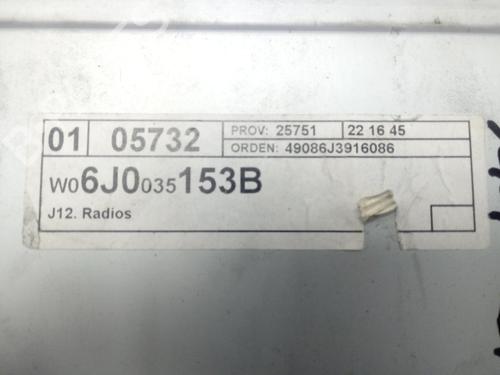 01 05732 PROV: 25751 22 16 45
ORDEN: 49086J3916086
W06J0035153B
J12. Radios